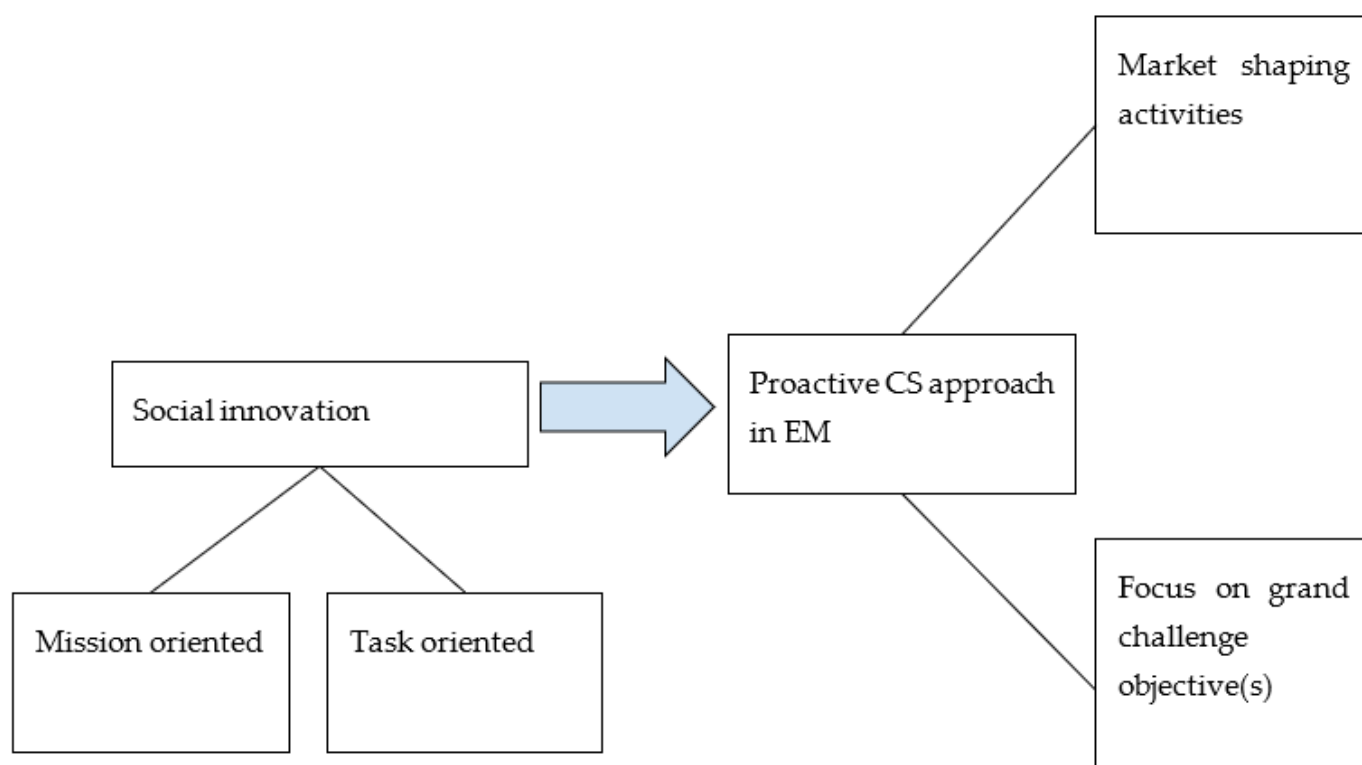 Market shaping
activities
Social innovation
Proactive CS approach
in EM
Mission oriented
Task oriented
Focus on grand
challenge
objective(s)